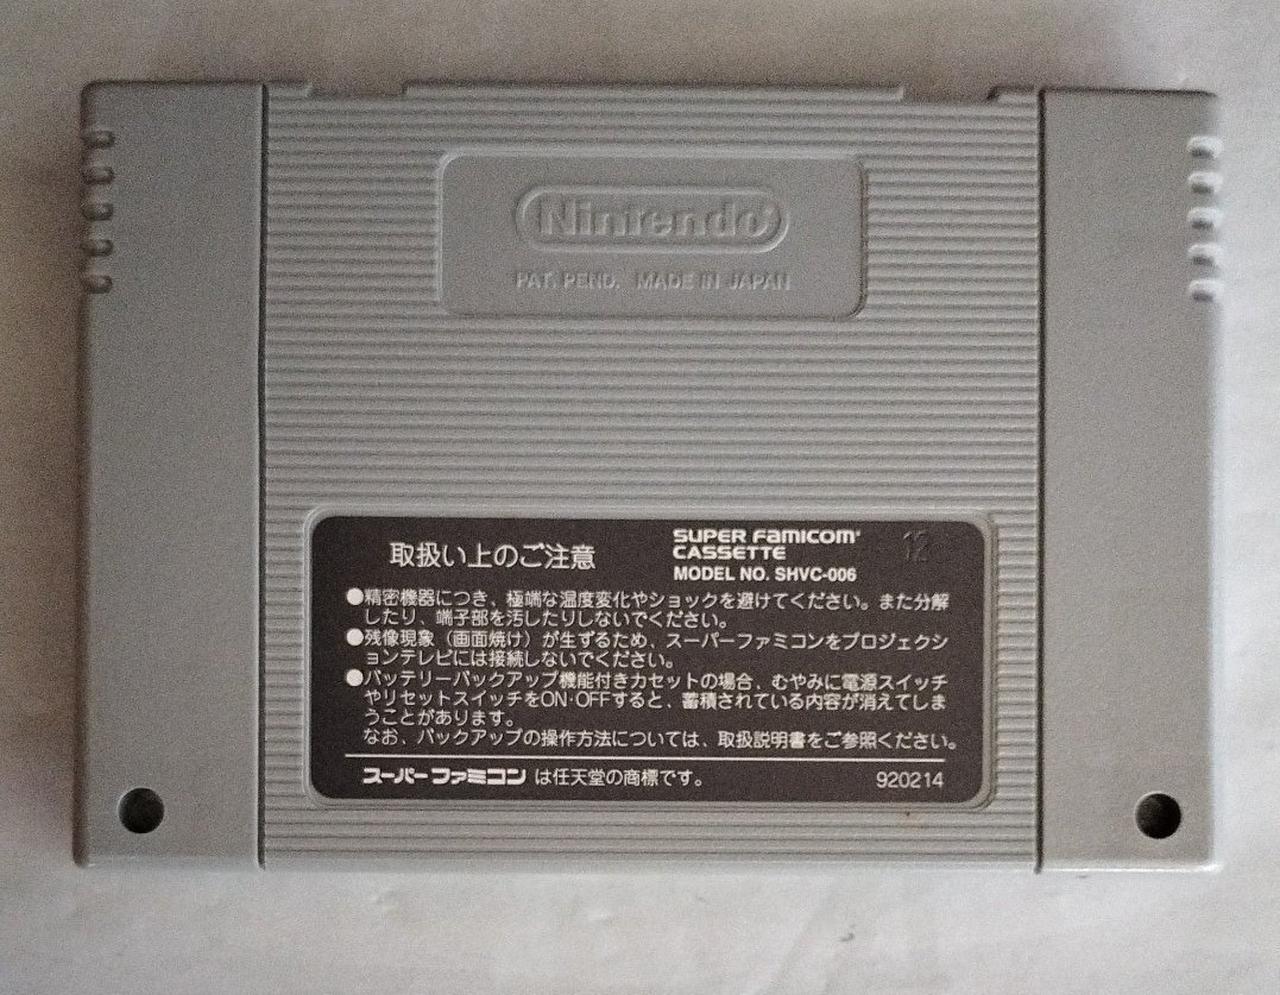 Nintendo
PAT. PEND. MADE IN JAPAN
取扱い上のご注意
SUPER FAMICOM
CASSETTE
MODEL NO. SHVC-006
12
●精密機器につき、極端な温度変化やショックを避けてください。また分解
したり、端子部を汚したりしないでください。
●残像現象（画面焼け）が生ずるため、スーパーファミコンをプロジェクシ
ョンテレビには接続しないでください。
●バッテリーバックアップ機能付きカセットの場合、むやみに電源スイッチ
やリセットスイッチをON·OFFすると、蓄積されている内容が消えてしま
うことがあります。
なお、バックアップの操作方法については、取扱説明書をご参照ください。
スーパーファミコン は任天堂の商標です。
920214